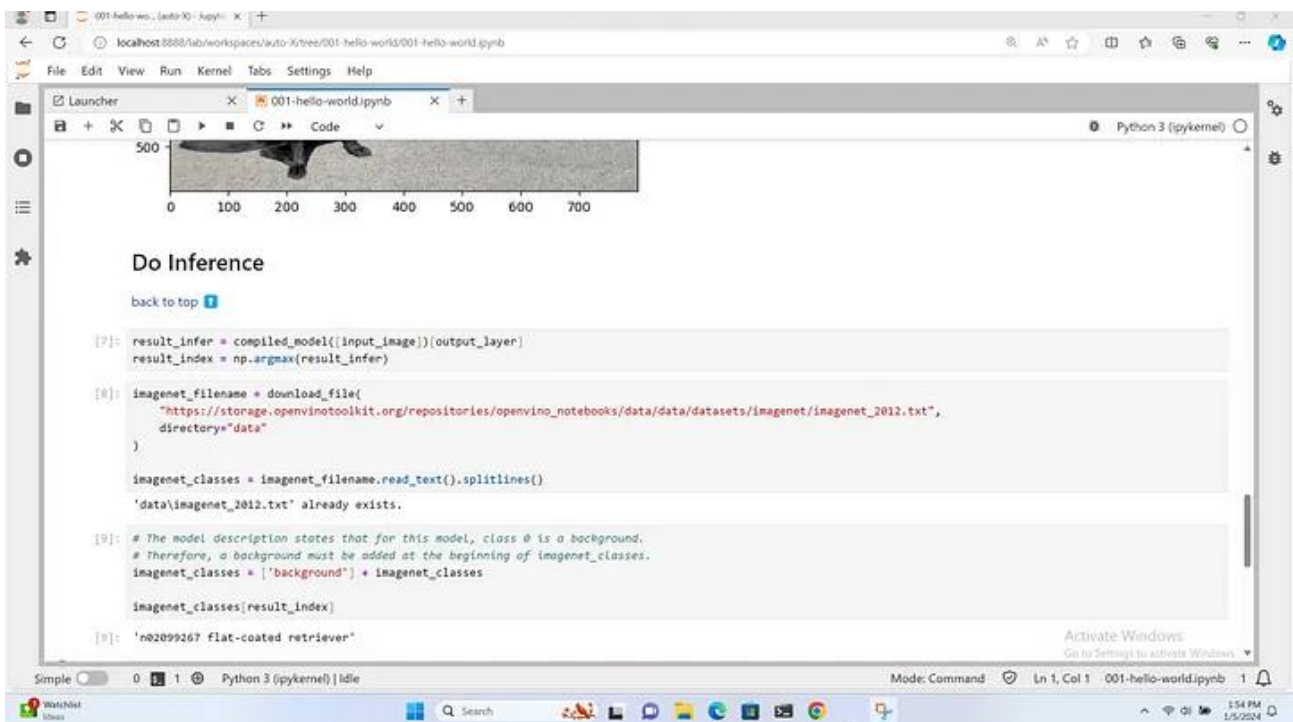 001-hello-wo... (auto-X) - Jupyt
localhost:8888/lab/workspaces/auto-X/tree/001-hello-world/001-hello-world.ipynb
File Edit View Run Kernel Tabs Settings Help
Launcher 001-hello-world.ipynb
Code Python 3 (ipykernel)
500
0 100 200 300 400 500 600 700
Do Inference
back to top
[7]: result_infer = compiled_model([input_image])[output_layer]
result_index = np.argmax(result_infer)
[8]: imagenet_filename = download_file(
"https://storage.openvinotoolkit.org/repositories/openvino_notebooks/data/data/datasets/imagenet/imagenet_2012.txt",
directory="data"
)
imagenet_classes = imagenet_filename.read_text().splitlines()
'data\imagenet_2012.txt' already exists.
[9]: # The model description states that for this model, class 0 is a background.
# Therefore, a background must be added at the beginning of imagenet_classes.
imagenet_classes = ['background'] + imagenet_classes
imagenet_classes[result_index]
[9]: 'n02099267 flat-coated retriever'
Activate Windows
Go to Settings to activate Windows.
Simple 0 1 Python 3 (ipykernel) | Idle Mode: Command Ln 1, Col 1 001-hello-world.ipynb 1
Watchlist
Ideas
Search
1:54 PM
1/5/2024